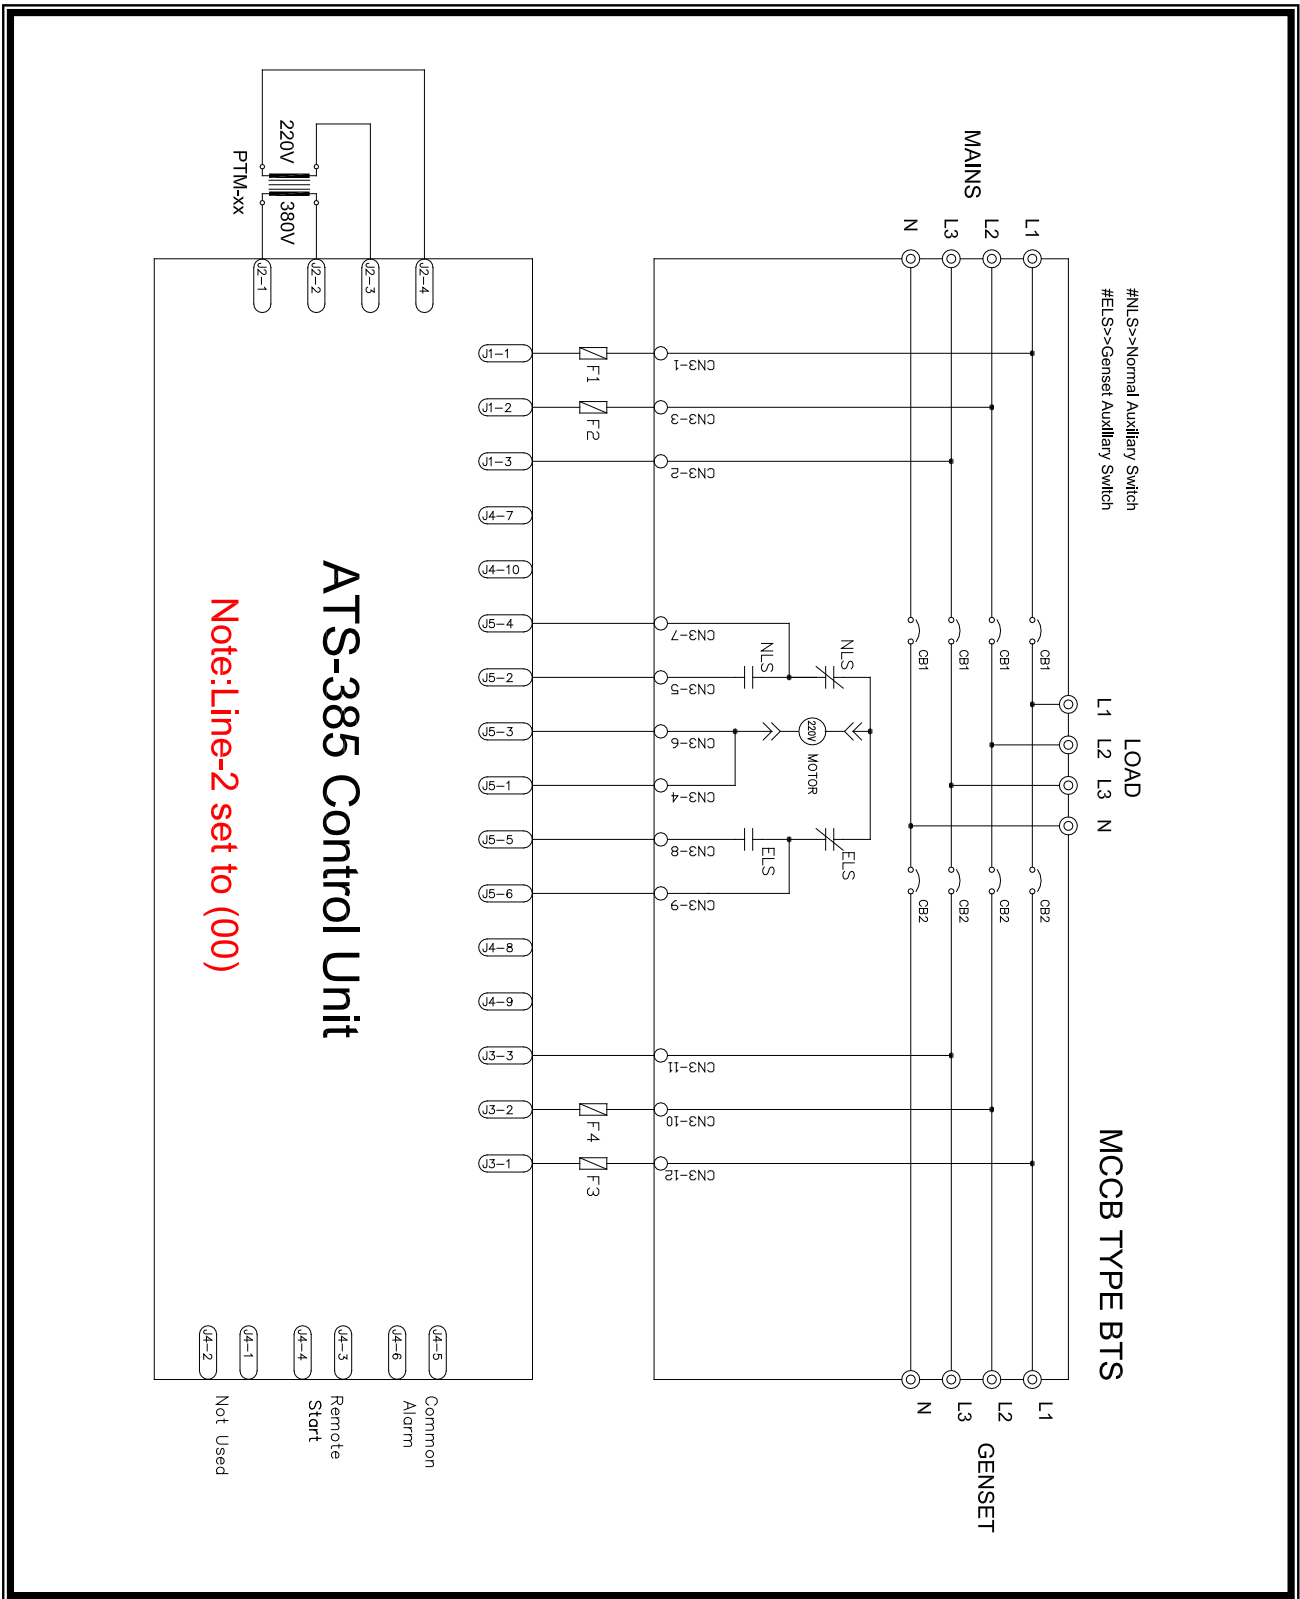 MCCB TYPE BTS
#NLS>>Normal Auxiliary Switch
#ELS>>Genset Auxiliary Switch
LOAD
L1
L2
L3
N
MAINS
L1
L2
L3
N
GENSET
L1
L2
L3
N
CB1
CB1
CB1
CB1
CB2
CB2
CB2
CB2
NLS
NLS
220V
MOTOR
ELS
ELS
CN3-1
CN3-3
CN3-2
CN3-7
CN3-5
CN3-6
CN3-4
CN3-8
CN3-9
CN3-11
CN3-10
CN3-12
F1
F2
F4
F3
J1-1
J1-2
J1-3
J4-7
J4-10
J5-4
J5-2
J5-3
J5-1
J5-5
J5-6
J4-8
J4-9
J3-3
J3-2
J3-1
J2-4
J2-3
J2-2
J2-1
220V
380V
PTM-xx
ATS-385 Control Unit
Note:Line-2 set to (00)
J4-5
J4-6
Common
Alarm
J4-3
J4-4
Remote
Start
J4-1
J4-2
Not Used